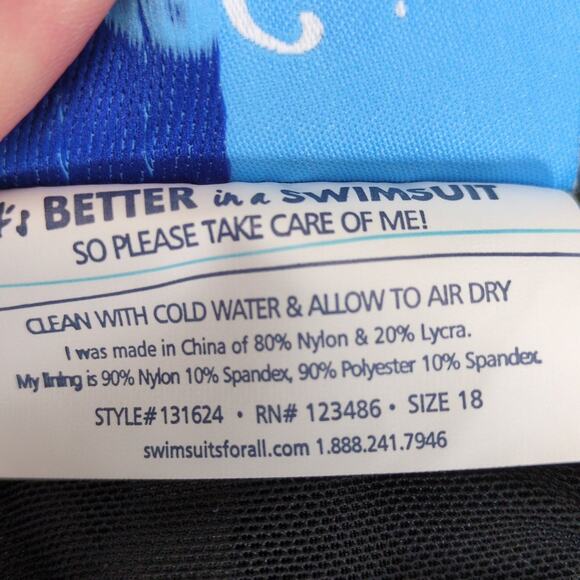 BETTER in a SWIMSUIT
SO PLEASE TAKE CARE OF ME!
CLEAN WITH COLD WATER & ALLOW TO AIR DRY
I was made in China of 80% Nylon & 20% Lycra.
My lining is 90% Nylon 10% Spandex, 90% Polyester 10% Spandex.
STYLE# 131624 • RN# 123486 • SIZE 18
swimsuitsforall.com 1.888.241.7946